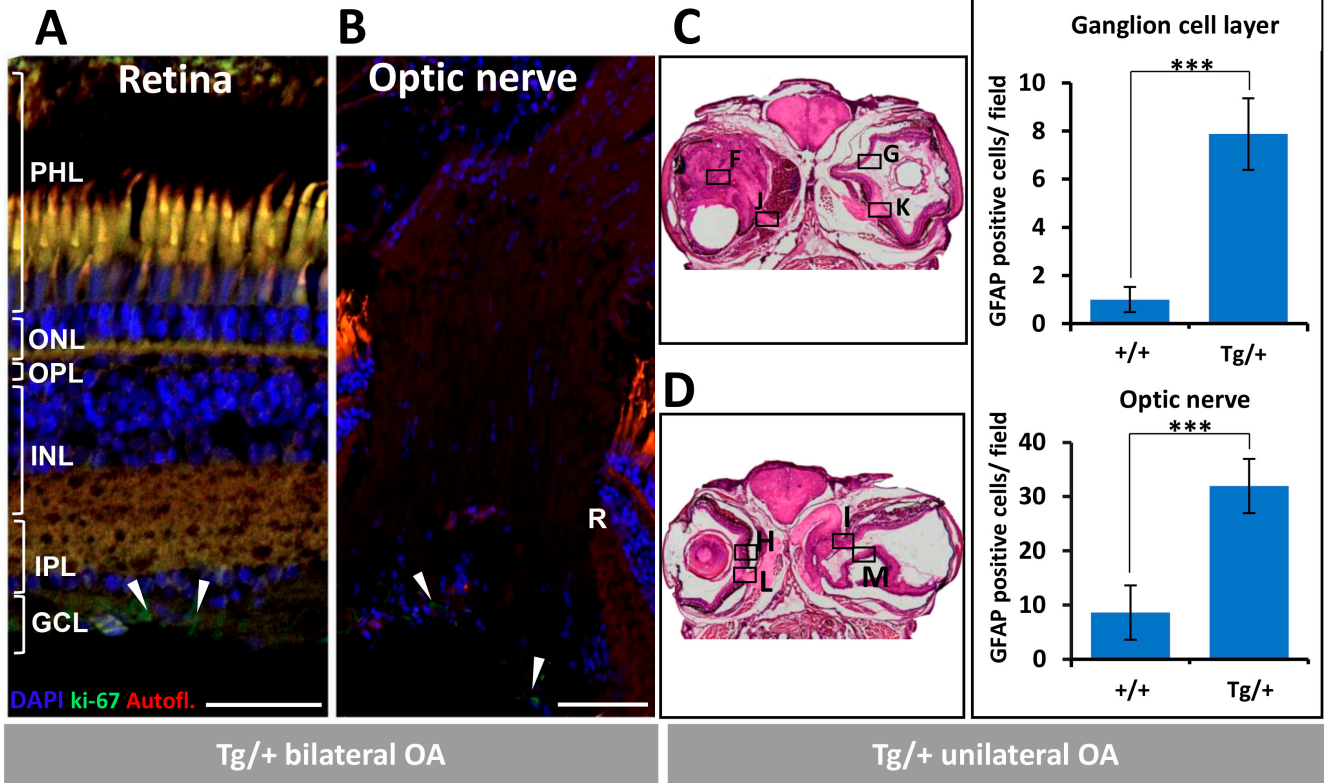 A
Retina
PHL
ONL
OPL
INL
IPL
GCL
DAPI ki-67 Autofl.
B
Optic nerve
R
Tg/+ bilateral OA
C
F
G
J
K
D
H
I
L
M
Tg/+ unilateral OA
Ganglion cell layer
***
GFAP positive cells/ field
10
8
6
4
2
0
+/+ Tg/+
Optic nerve
***
GFAP positive cells/ field
40
30
20
10
0
+/+ Tg/+